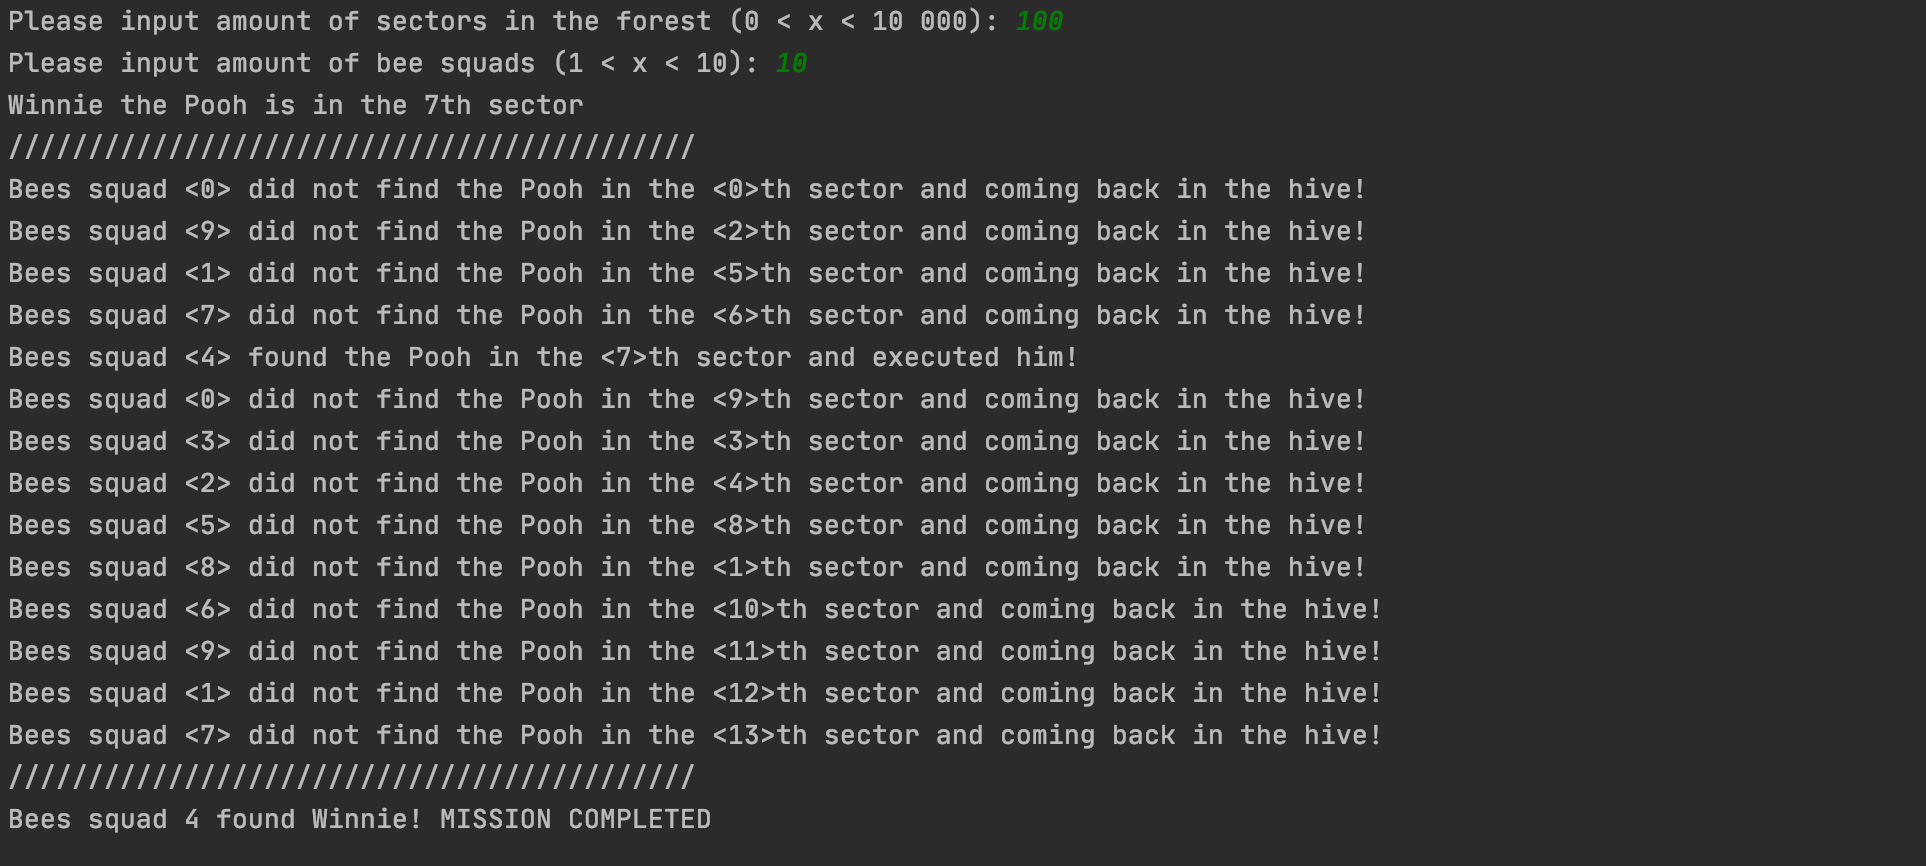 Please input amount of sectors in the forest (0 < x < 10 000): 100
Please input amount of bee squads (1 < x < 10): 10
Winnie the Pooh is in the 7th sector
///////////////////////////////////////////
Bees squad <0> did not find the Pooh in the <0>th sector and coming back in the hive!
Bees squad <9> did not find the Pooh in the <2>th sector and coming back in the hive!
Bees squad <1> did not find the Pooh in the <5>th sector and coming back in the hive!
Bees squad <7> did not find the Pooh in the <6>th sector and coming back in the hive!
Bees squad <4> found the Pooh in the <7>th sector and executed him!
Bees squad <0> did not find the Pooh in the <9>th sector and coming back in the hive!
Bees squad <3> did not find the Pooh in the <3>th sector and coming back in the hive!
Bees squad <2> did not find the Pooh in the <4>th sector and coming back in the hive!
Bees squad <5> did not find the Pooh in the <8>th sector and coming back in the hive!
Bees squad <8> did not find the Pooh in the <1>th sector and coming back in the hive!
Bees squad <6> did not find the Pooh in the <10>th sector and coming back in the hive!
Bees squad <9> did not find the Pooh in the <11>th sector and coming back in the hive!
Bees squad <1> did not find the Pooh in the <12>th sector and coming back in the hive!
Bees squad <7> did not find the Pooh in the <13>th sector and coming back in the hive!
///////////////////////////////////////////
Bees squad 4 found Winnie! MISSION COMPLETED